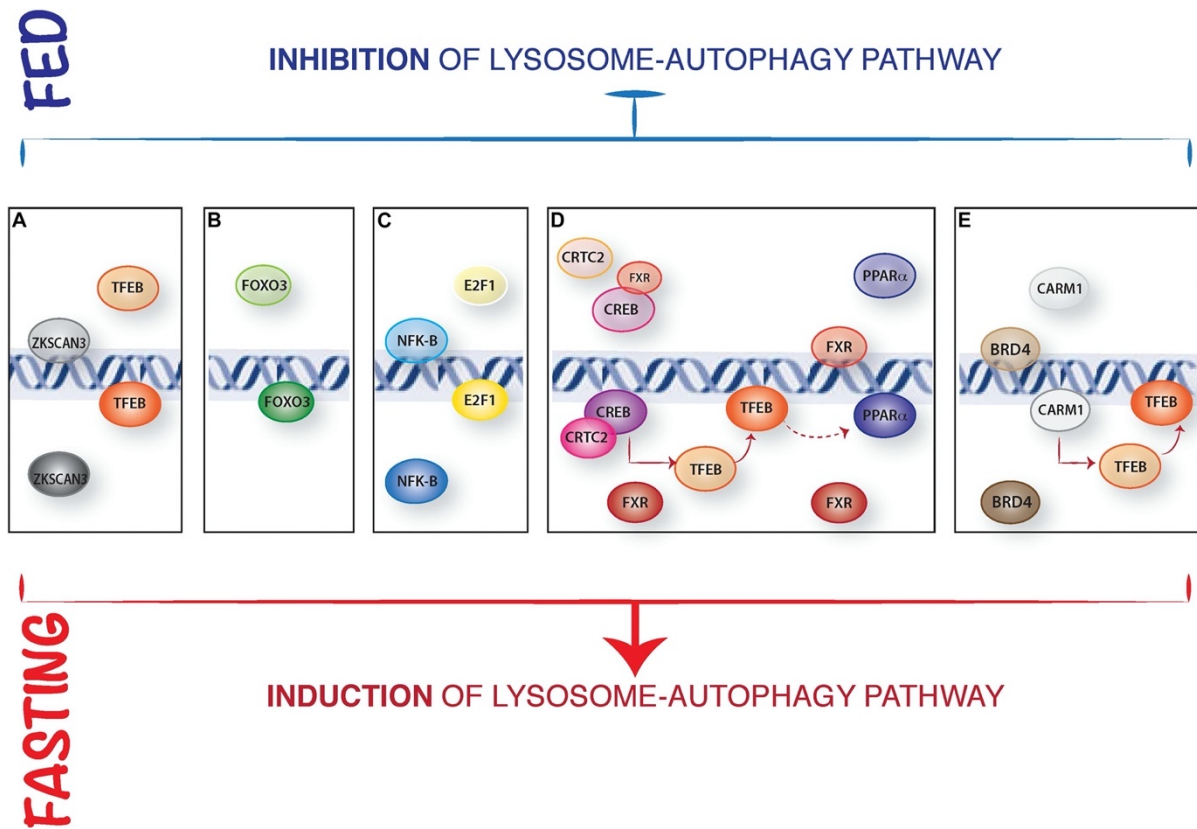 FED
INHIBITION OF LYSOSOME-AUTOPHAGY PATHWAY
A
TFEB
ZKSCAN3
TFEB
ZKSCAN3
B
FOXO3
FOXO3
C
E2F1
NFK-B
E2F1
NFK-B
D
CRTC2
FXR
CREB
PPARα
FXR
CREB
CRTC2
TFEB
PPARα
TFEB
FXR
FXR
E
CARM1
BRD4
TFEB
CARM1
TFEB
BRD4
FASTING
INDUCTION OF LYSOSOME-AUTOPHAGY PATHWAY